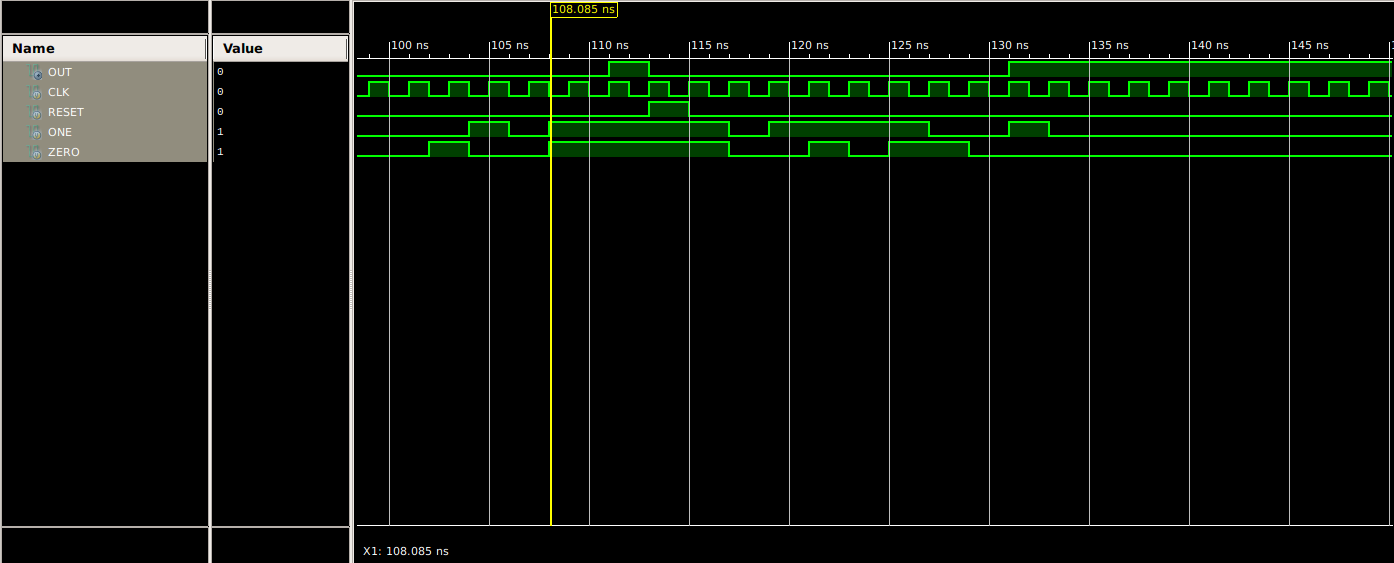 108.085 ns
Name Value
100 ns 105 ns 110 ns 115 ns 120 ns 125 ns 130 ns 135 ns 140 ns 145 ns
OUT 0
CLK 0
RESET 0
ONE 1
ZERO 1
X1: 108.085 ns